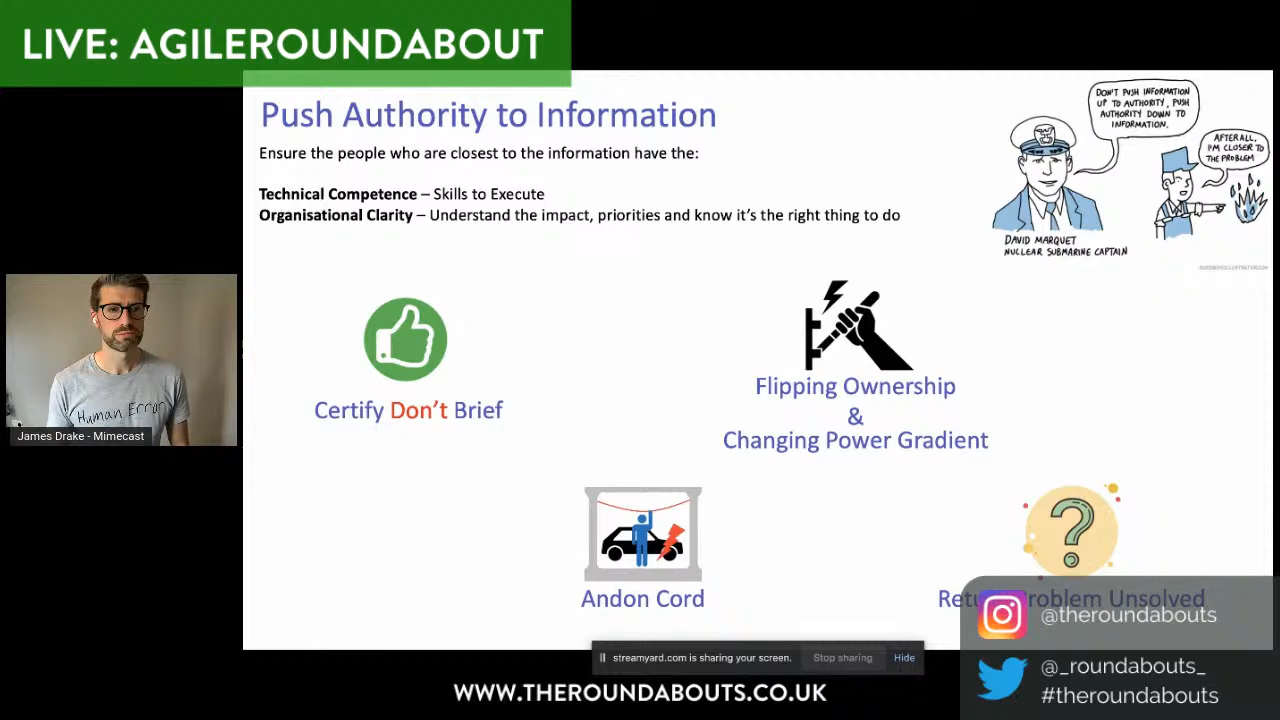 LIVE: AGILEROUNDABOUT
Push Authority to Information
Ensure the people who are closest to the information have the:
Technical Competence – Skills to Execute
Organisational Clarity – Understand the impact, priorities and know it's the right thing to do
DON'T PUSH INFORMATION
UP TO AUTHORITY, PUSH
AUTHORITY DOWN TO
INFORMATION.
AFTER ALL,
I'M CLOSER TO
THE PROBLEM
DAVID MARQUET
NUCLEAR SUBMARINE CAPTAIN
Human Error
James Drake - Mimecast
Certify Don't Brief
Flipping Ownership
&
Changing Power Gradient
Andon Cord
Problem Unsolved
@theroundabouts
streamyard.com is sharing your screen.
Stop sharing
Hide
@_roundabouts_
#theroundabouts
WWW.THEROUNDABOUTS.CO.UK